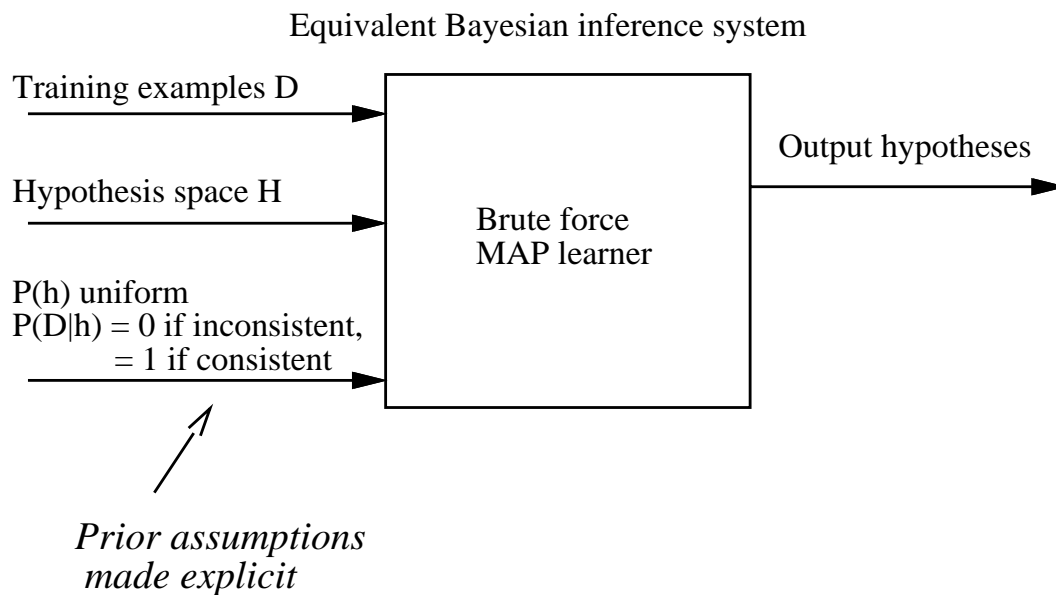 Equivalent Bayesian inference system
Training examples D
Hypothesis space H
P(h) uniform
P(D|h) = 0 if inconsistent,
= 1 if consistent
Brute force
MAP learner
Output hypotheses
Prior assumptions
made explicit